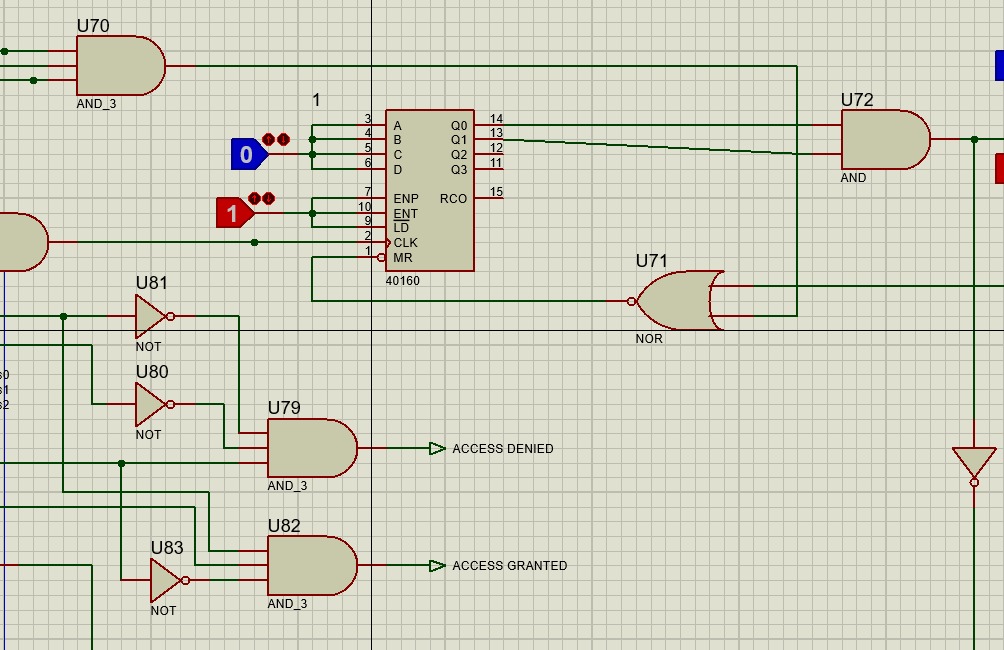 U70
AND_3
1
0
1
3 A Q0 14
4 B Q1 13
5 C Q2 12
6 D Q3 11
7 ENP RCO 15
10 ENT
9 LD
2 CLK
1 MR
40160
U72
AND
U71
NOR
U81
NOT
s0
s1
s2
U80
NOT
U79
AND_3
ACCESS DENIED
U82
AND_3
ACCESS GRANTED
U83
NOT